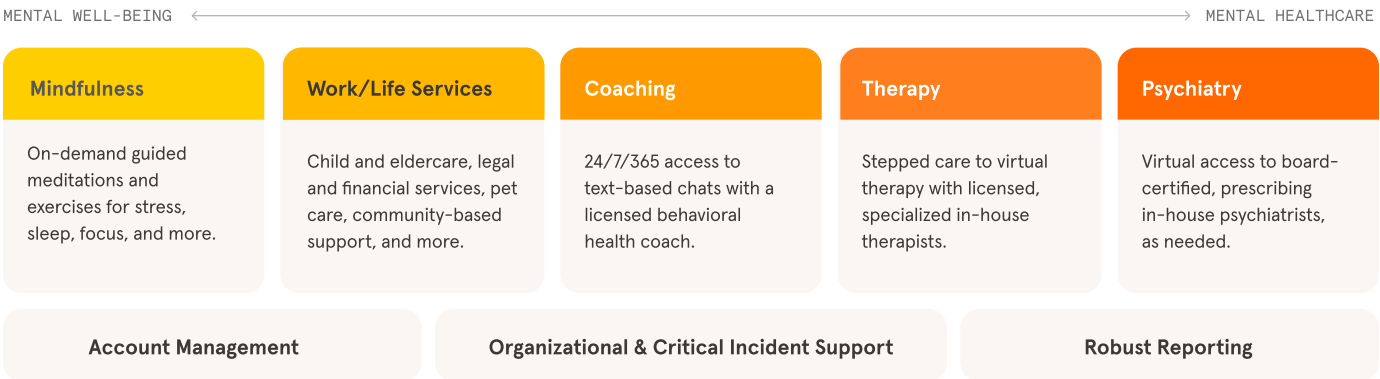 MENTAL WELL-BEING
MENTAL HEALTHCARE
Mindfulness
On-demand guided
meditations and
exercises for stress,
sleep, focus, and more.
Work/Life Services
Child and eldercare, legal
and financial services, pet
care, community-based
support, and more.
Coaching
24/7/365 access to
text-based chats with a
licensed behavioral
health coach.
Therapy
Stepped care to virtual
therapy with licensed,
specialized in-house
therapists.
Psychiatry
Virtual access to board-
certified, prescribing
in-house psychiatrists,
as needed.
Account Management
Organizational & Critical Incident Support
Robust Reporting